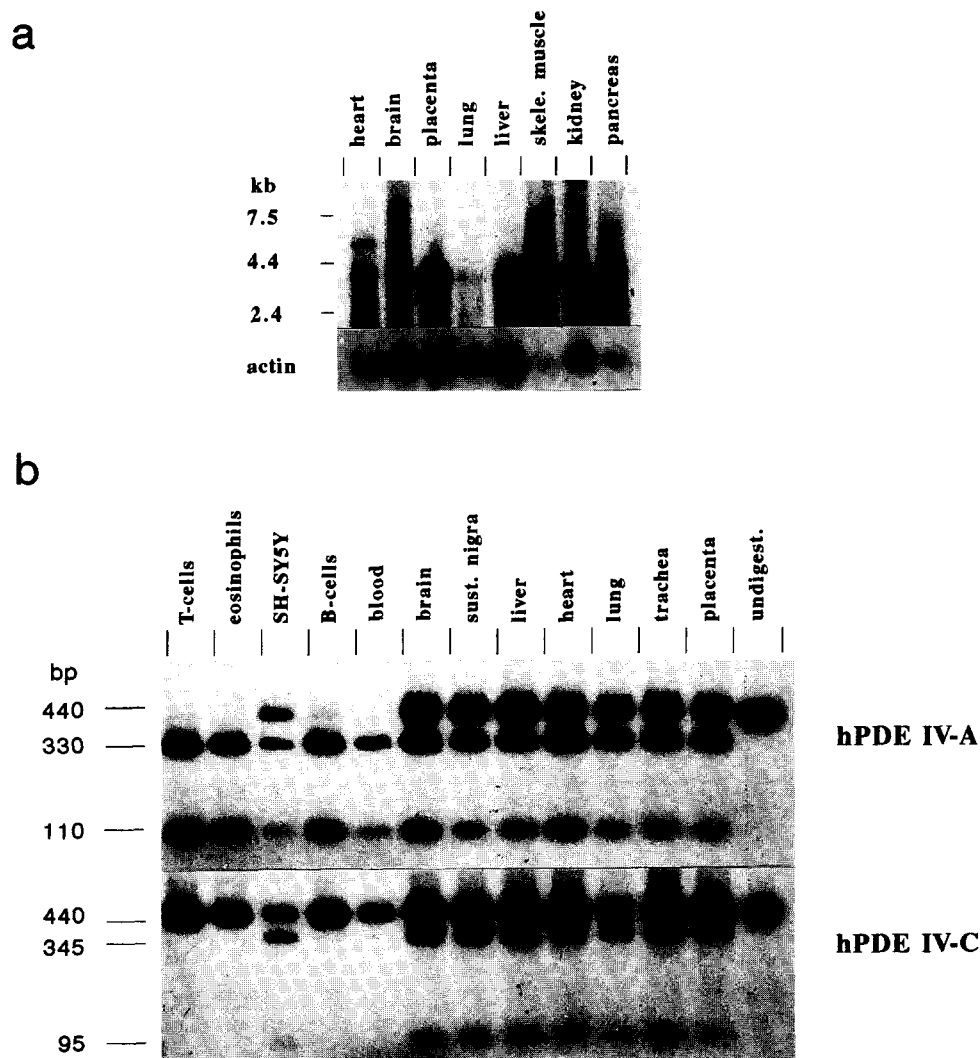 a
heart
brain
placenta
lung
liver
skele. muscle
kidney
pancreas
kb
7.5
4.4
2.4
actin
b
T-cells
eosinophils
SH-SY5Y
B-cells
blood
brain
sust. nigra
liver
heart
lung
trachea
placenta
undigest.
bp
440
330
110
hPDE IV-A
440
345
95
hPDE IV-C